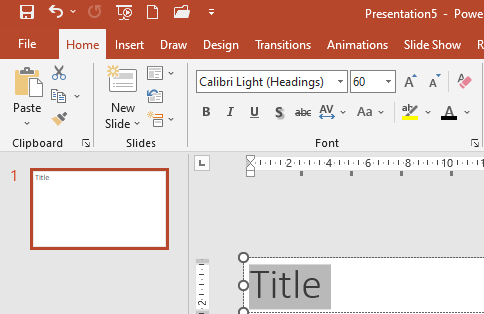 Presentation5 - Powe
File Home Insert Draw Design Transitions Animations Slide Show R
Paste
New
Slide
Calibri Light (Headings) 60 A A A
B I U S abc AV Aa ab A
Clipboard Slides Font
1
Title
L
2 4 6 8 10
2
Title